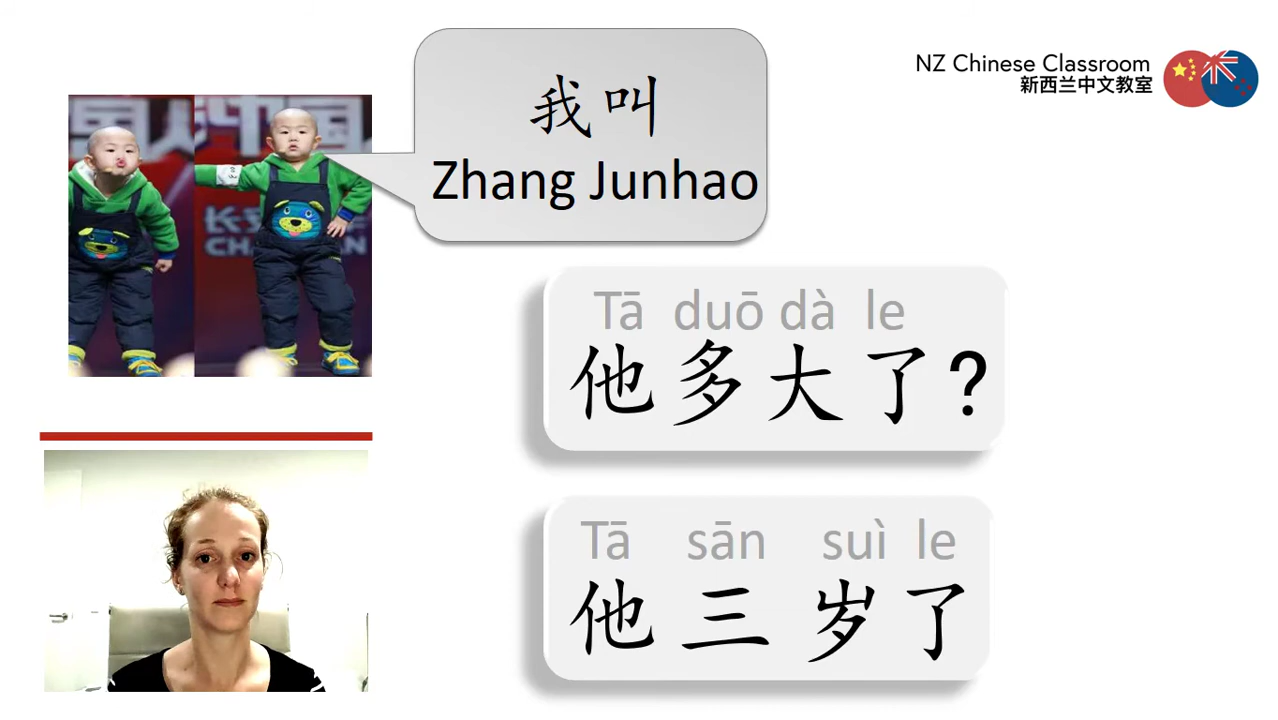 NZ Chinese Classroom
新西兰中文教室
我叫
Zhang Junhao
Tā duō dà le
他多大了?
Tā sān suì le
他三岁了